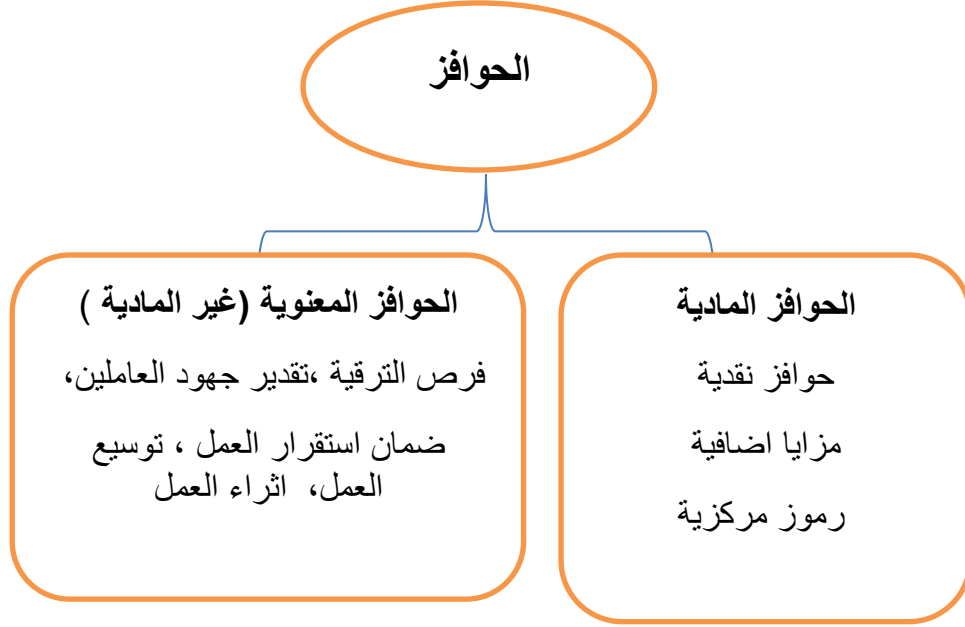 الحوافز
الحوافز المادية
حوافز نقدية
مزايا اضافية
رموز مركزية
الحوافز المعنوية (غير المادية )
فرص الترقية ،تقدير جهود العاملين،
ضمان استقرار العمل ، توسيع
العمل، اثراء العمل